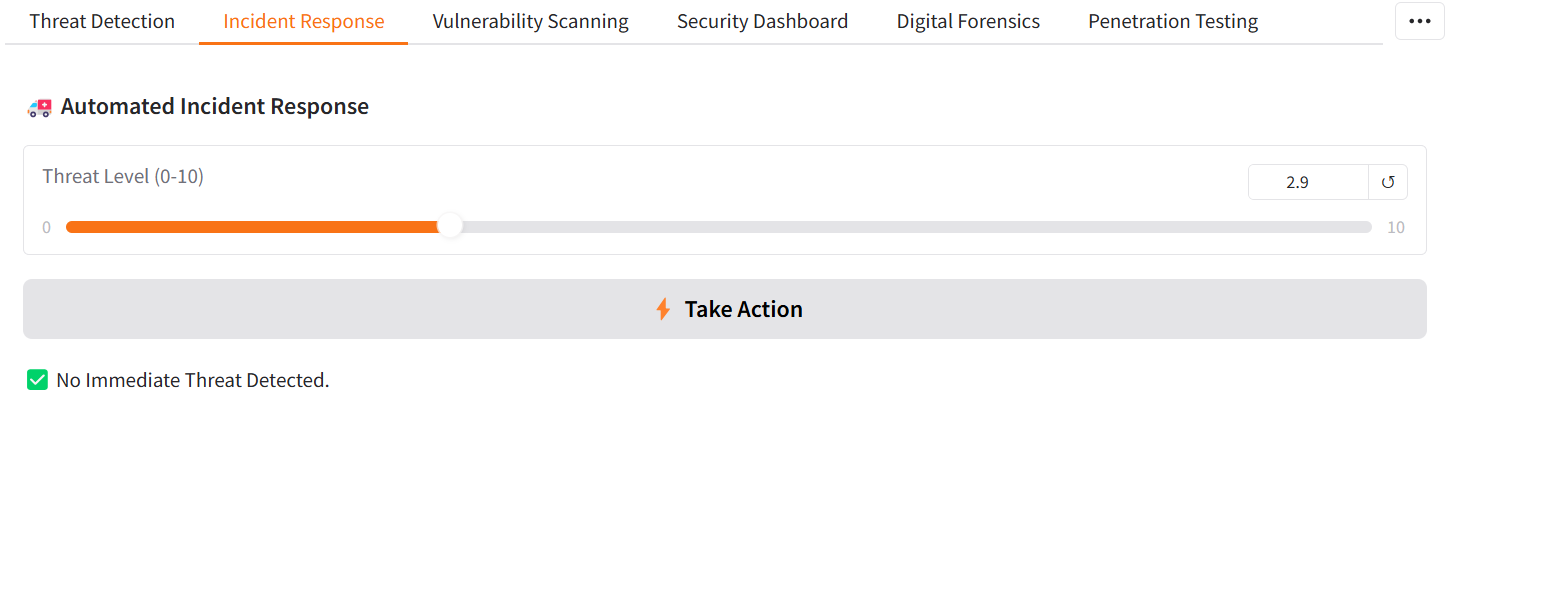 Threat Detection Incident Response Vulnerability Scanning Security Dashboard Digital Forensics Penetration Testing ...
Automated Incident Response
Threat Level (0-10) 2.9
0 10
Take Action
No Immediate Threat Detected.